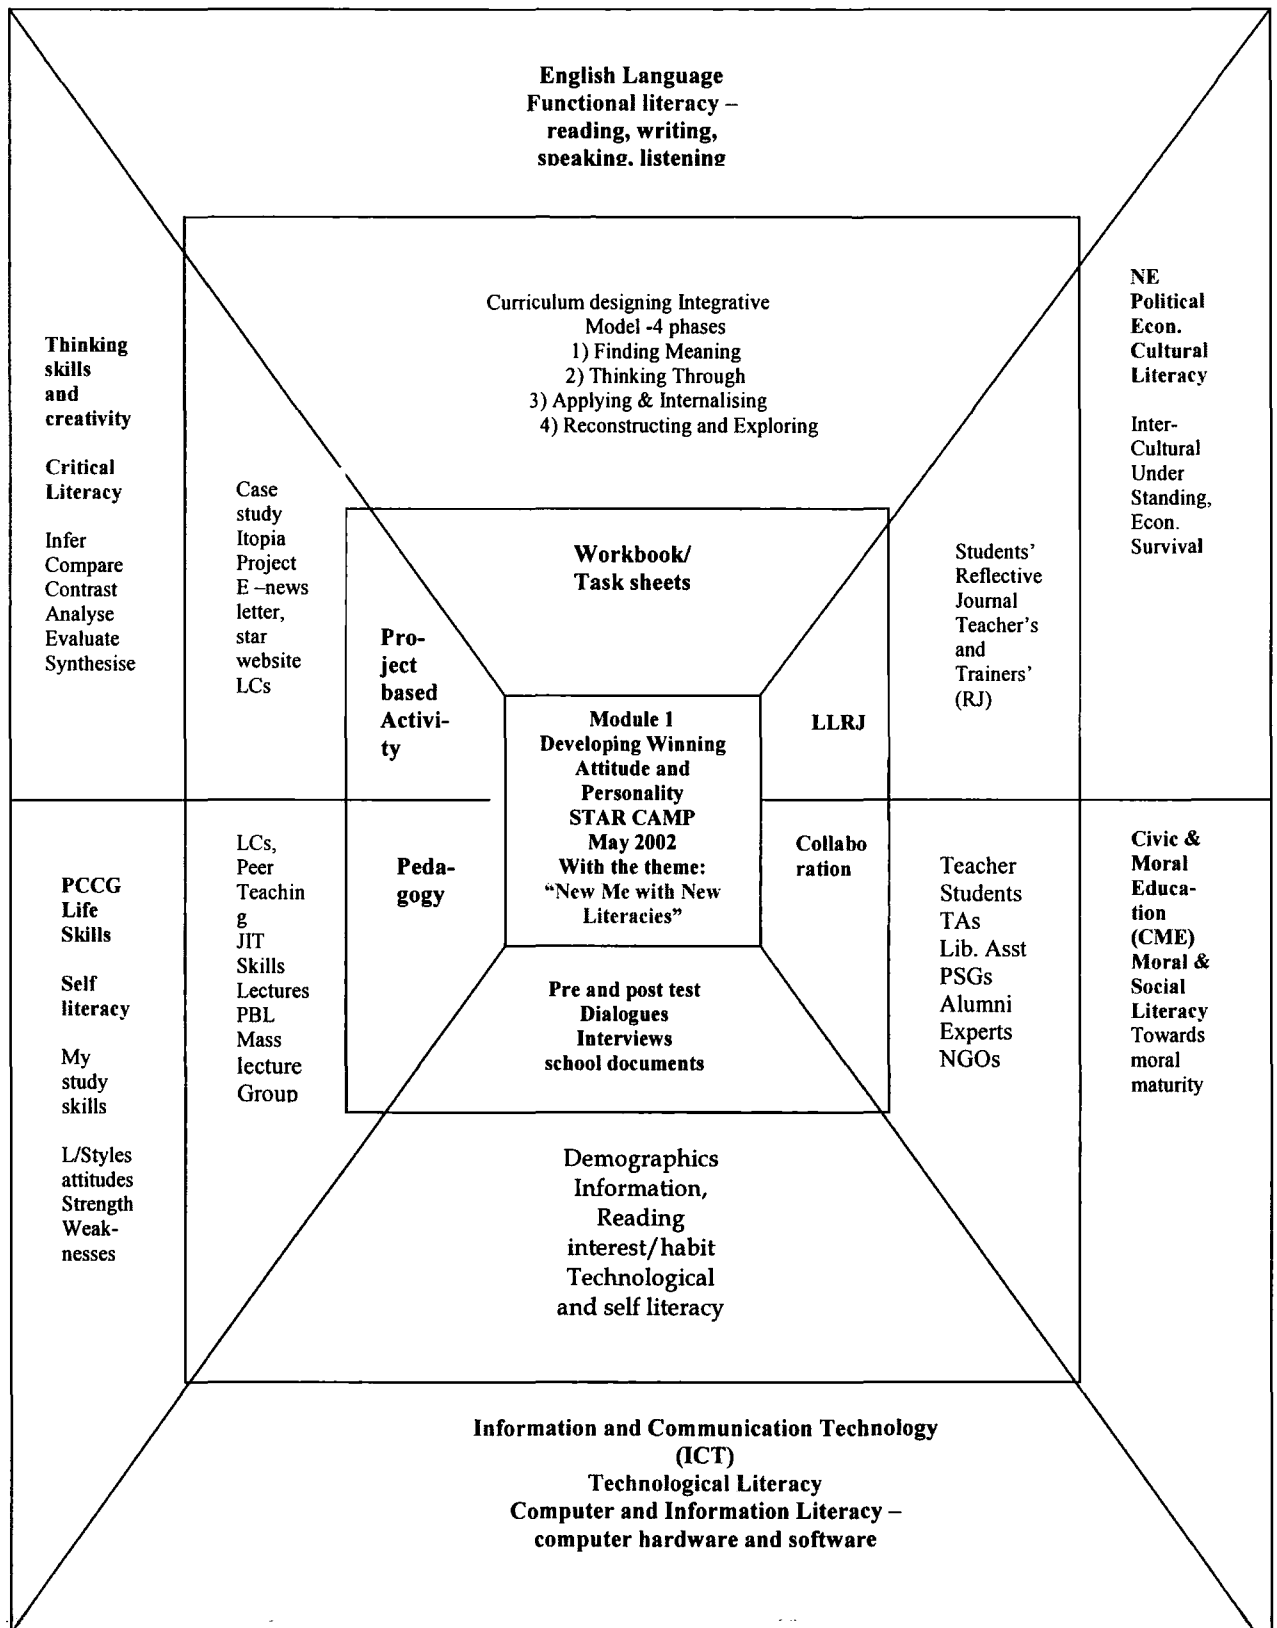 English Language
Functional literacy –
reading, writing,
speaking, listening
Curriculum designing Integrative
Model -4 phases
1) Finding Meaning
2) Thinking Through
3) Applying & Internalising
4) Reconstructing and Exploring
Thinking
skills
and
creativity
Critical
Literacy
Infer
Compare
Contrast
Analyse
Evaluate
Synthesise
Case
study
Itopia
Project
E –news
letter,
star
website
LCs
Pro-
ject
based
Activi-
ty
Workbook/
Task sheets
Module 1
Developing Winning
Attitude and
Personality
STAR CAMP
May 2002
With the theme:
“New Me with New
Literacies”
LLRJ
Students’
Reflective
Journal
Teacher's
and
Trainers’
(RJ)
NE
Political
Econ.
Cultural
Literacy
Inter-
Cultural
Under
Standing,
Econ.
Survival
PCCG
Life
Skills
Self
literacy
My
study
skills
L/Styles
attitudes
Strength
Weak-
nesses
LCs,
Peer
Teachin
g
JIT
Skills
Lectures
PBL
Mass
lecture
Group
Peda-
gogy
Pre and post test
Dialogues
Interviews
school documents
Collabo
ration
Teacher
Students
TAs
Lib. Asst
PSGs
Alumni
Experts
NGOs
Civic &
Moral
Educa-
tion
(CME)
Moral &
Social
Literacy
Towards
moral
maturity
Demographics
Information,
Reading
interest/habit
Technological
and self literacy
Information and Communication Technology
(ICT)
Technological Literacy
Computer and Information Literacy –
computer hardware and software